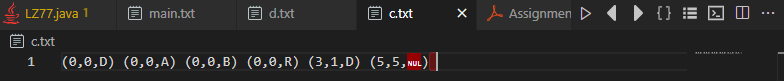 LZ77.java 1 main.txt d.txt c.txt Assignmen
c.txt
1 (0,0,D) (0,0,A) (0,0,B) (0,0,R) (3,1,D) (5,5,NUL)